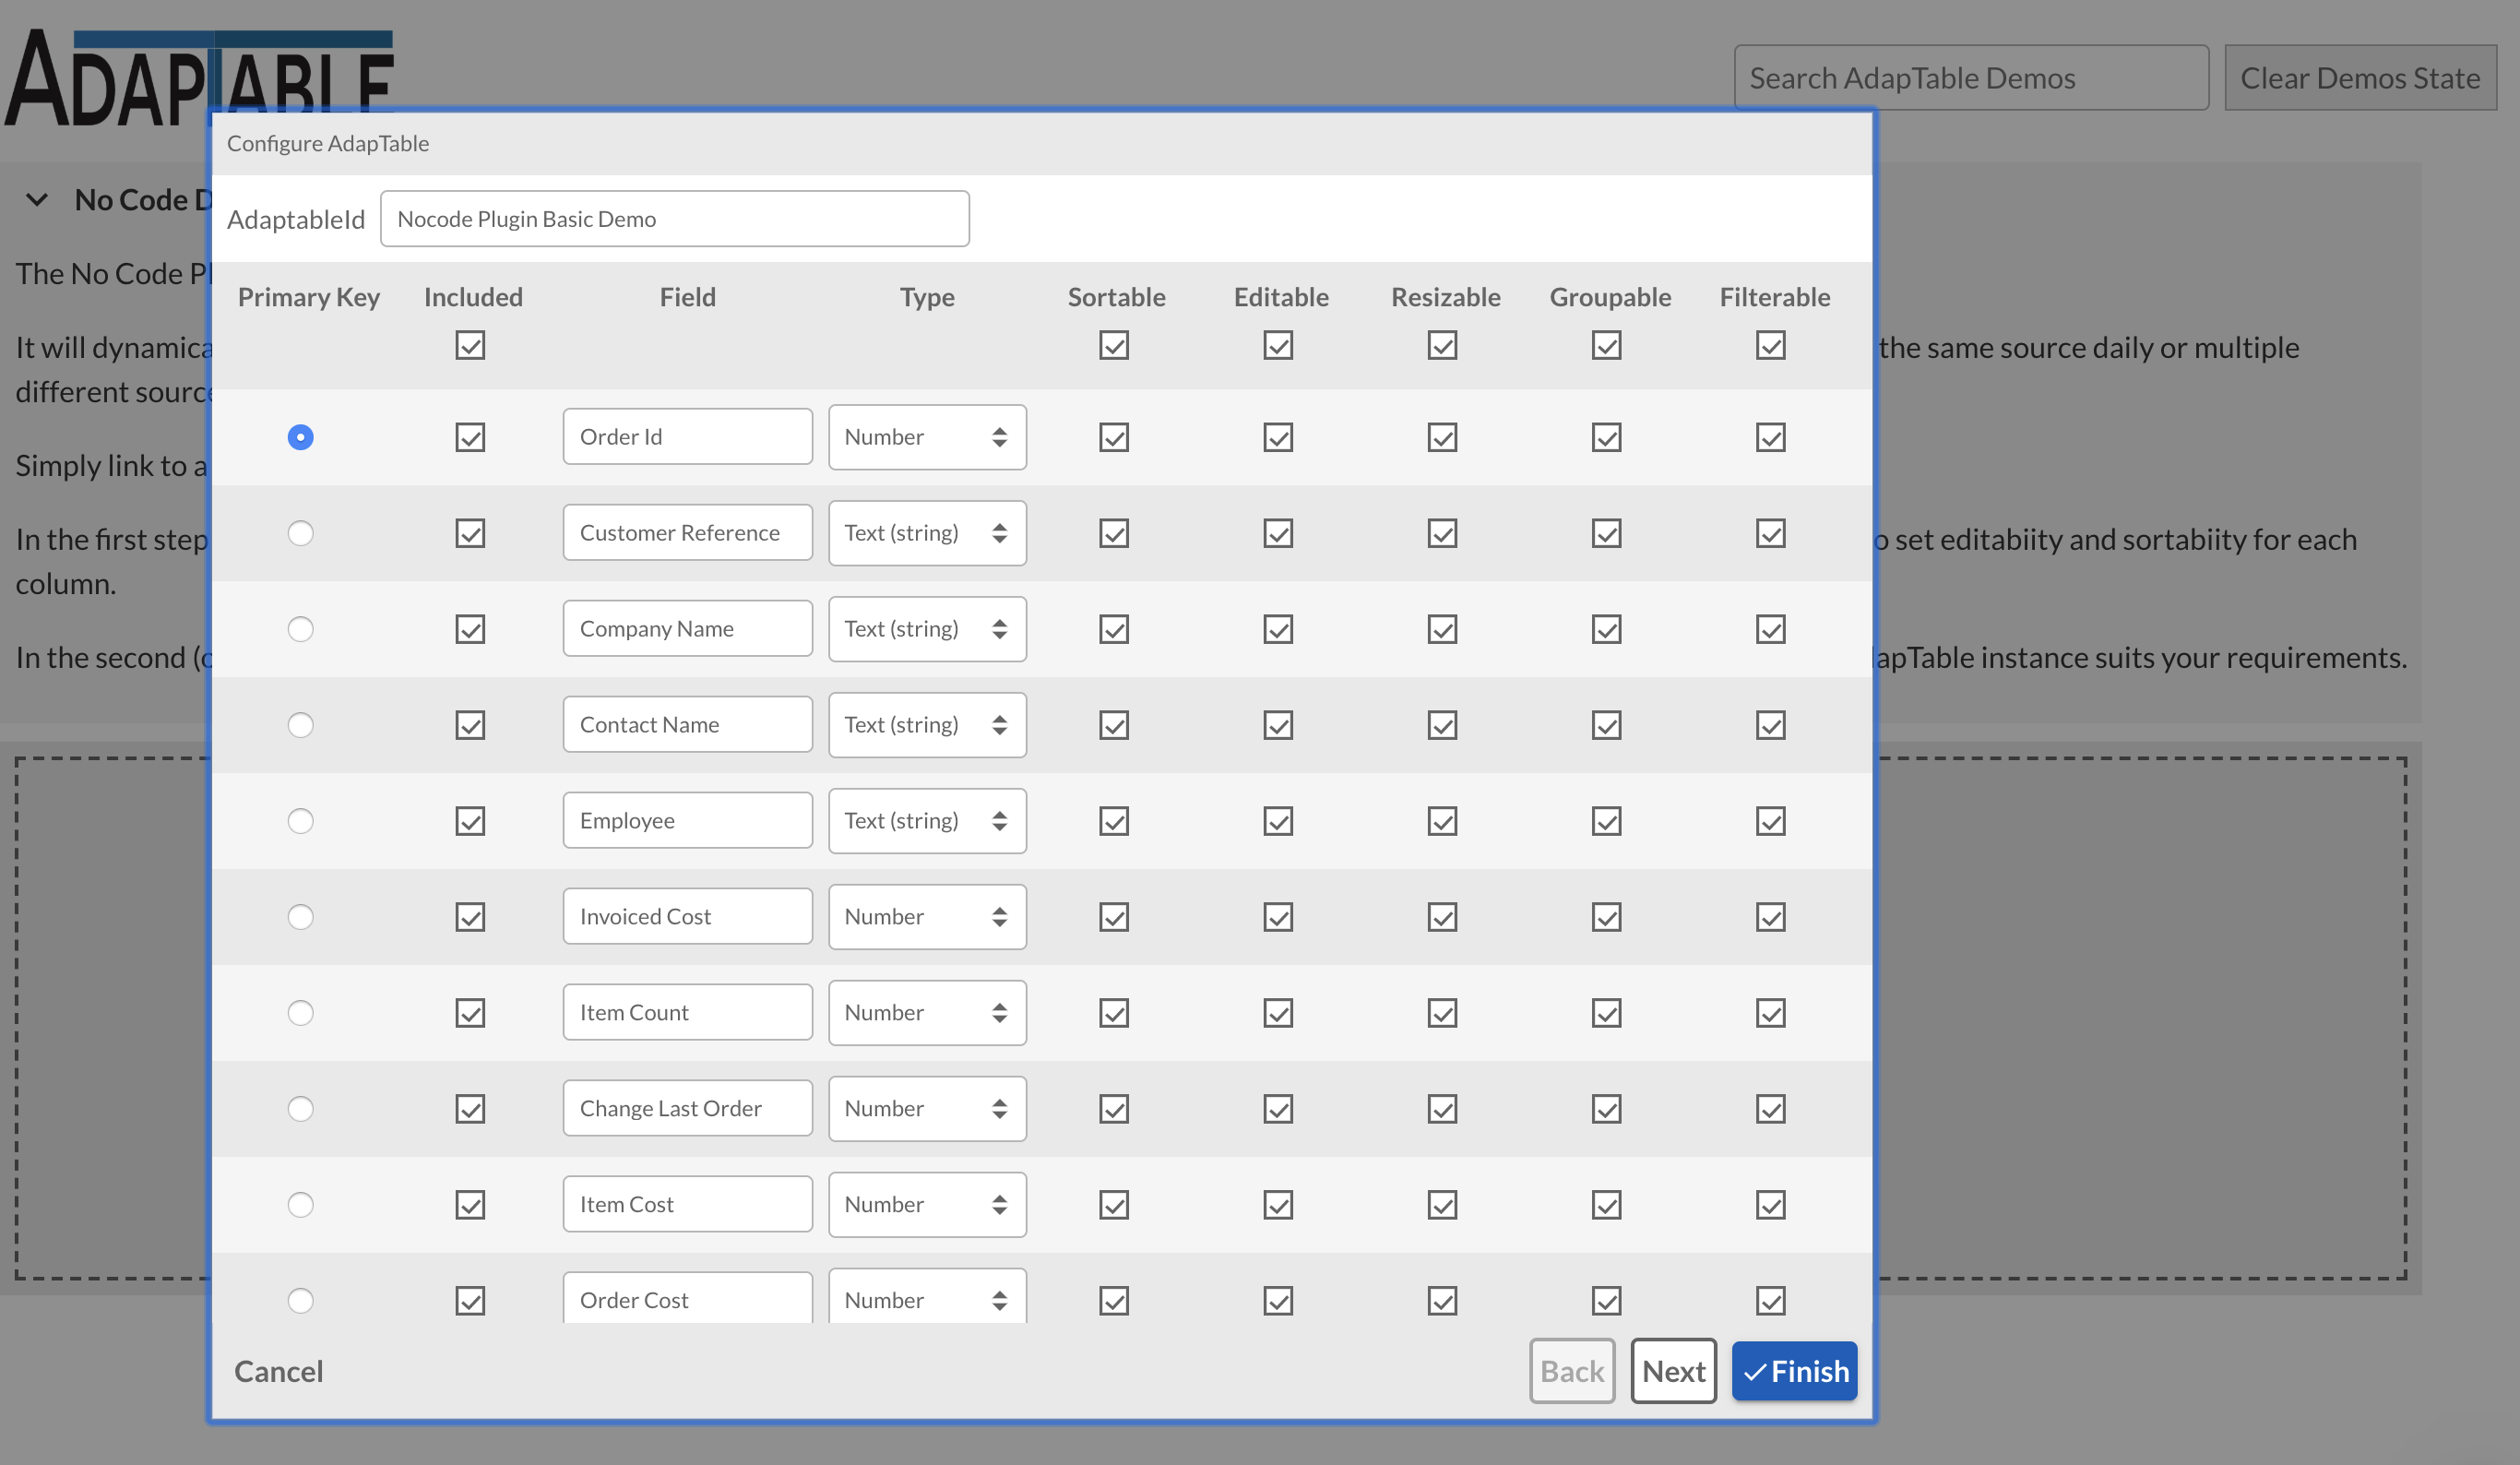 ADAPTABLE
Search AdapTable Demos
Clear Demos State
Configure AdapTable
No Code D
AdaptableId
Nocode Plugin Basic Demo
The No Code Pl
Primary Key Included Field Type Sortable Editable Resizable Groupable Filterable
It will dynamica
the same source daily or multiple
different source
Order Id Number
Simply link to a
Customer Reference Text (string)
In the first step
o set editabiity and sortabiity for each
column.
Company Name Text (string)
In the second (o
apTable instance suits your requirements.
Contact Name Text (string)
Employee Text (string)
Invoiced Cost Number
Item Count Number
Change Last Order Number
Item Cost Number
Order Cost Number
Cancel
Back
Next
Finish